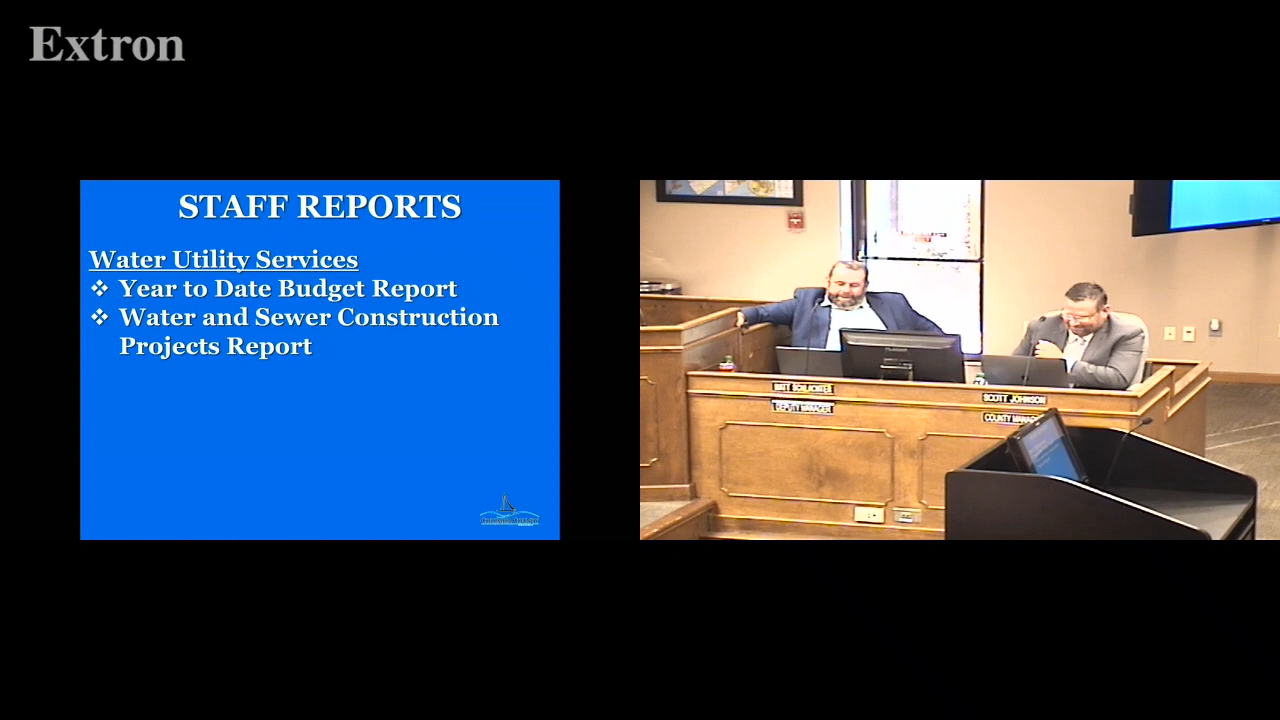 Extron
STAFF REPORTS
Water Utility Services
❖ Year to Date Budget Report
❖ Water and Sewer Construction
Projects Report
DEPUTY MANAGER
SCOTT JOHNSON
COUNTY